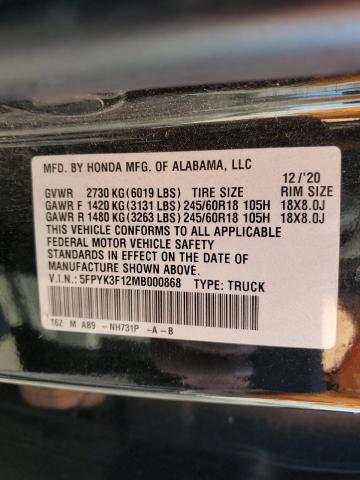 MFD. BY HONDA MFG. OF ALABAMA, LLC 12/'20
GVWR 2730 KG (6019 LBS) TIRE SIZE RIM SIZE
GAWR F 1420 KG (3131 LBS) 245/60R18 105H 18X8.0J
GAWR R 1480 KG (3263 LBS) 245/60R18 105H 18X8.0J
THIS VEHICLE CONFORMS TO ALL APPLICABLE
FEDERAL MOTOR VEHICLE SAFETY
STANDARDS IN EFFECT ON THE DATE OF
MANUFACTURE SHOWN ABOVE.
V.I.N.: 5FPYK3F12MB000868 TYPE: TRUCK
T6Z M AB9 -NH731P -A -B